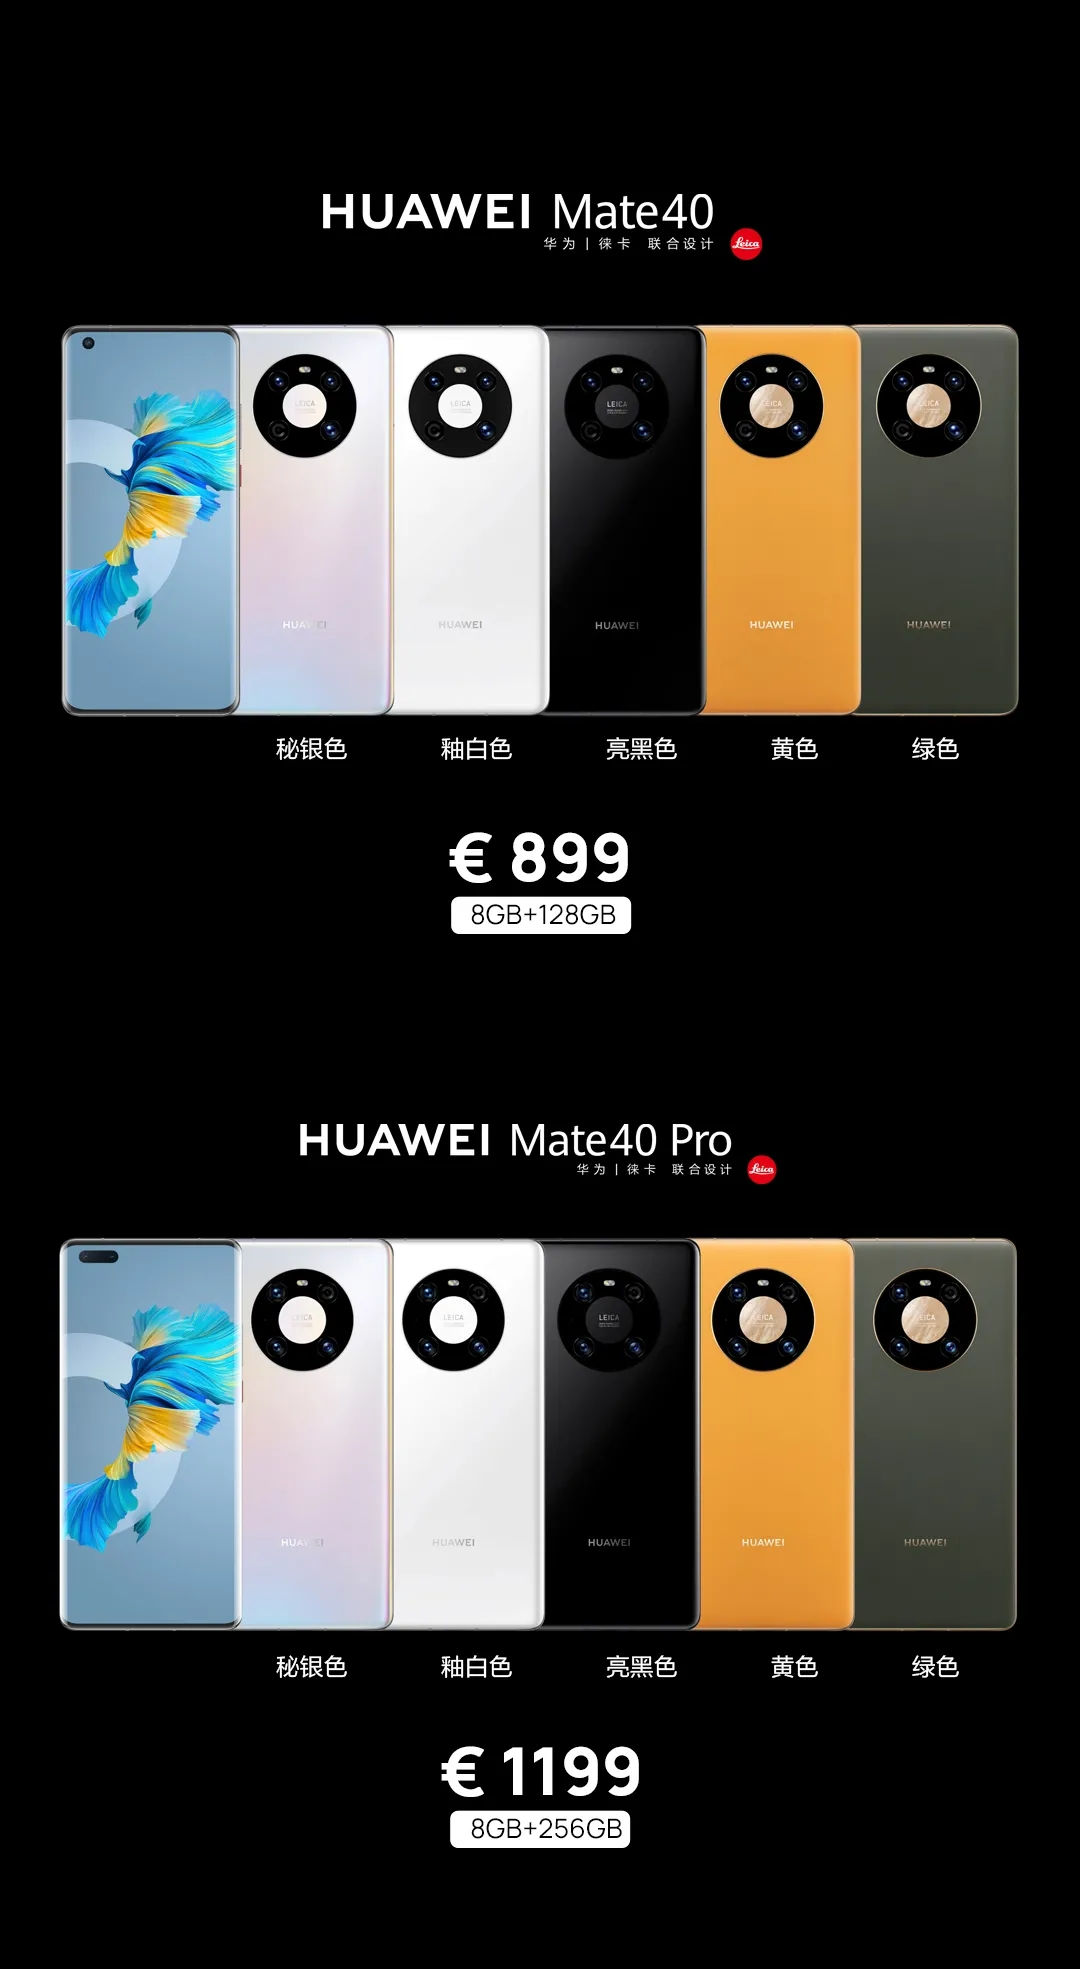 HUAWEI Mate40
华为 | 徕卡 联合设计 Leica
LEICA LEICA LEICA LEICA LEICA
HUAWEI HUAWEI HUAWEI HUAWEI HUAWEI
秘银色 釉白色 亮黑色 黄色 绿色
€ 899
8GB+128GB
HUAWEI Mate40 Pro
华为 | 徕卡 联合设计 Leica
LEICA LEICA LEICA LEICA LEICA
HUAWEI HUAWEI HUAWEI HUAWEI HUAWEI
秘银色 釉白色 亮黑色 黄色 绿色
€ 1199
8GB+256GB